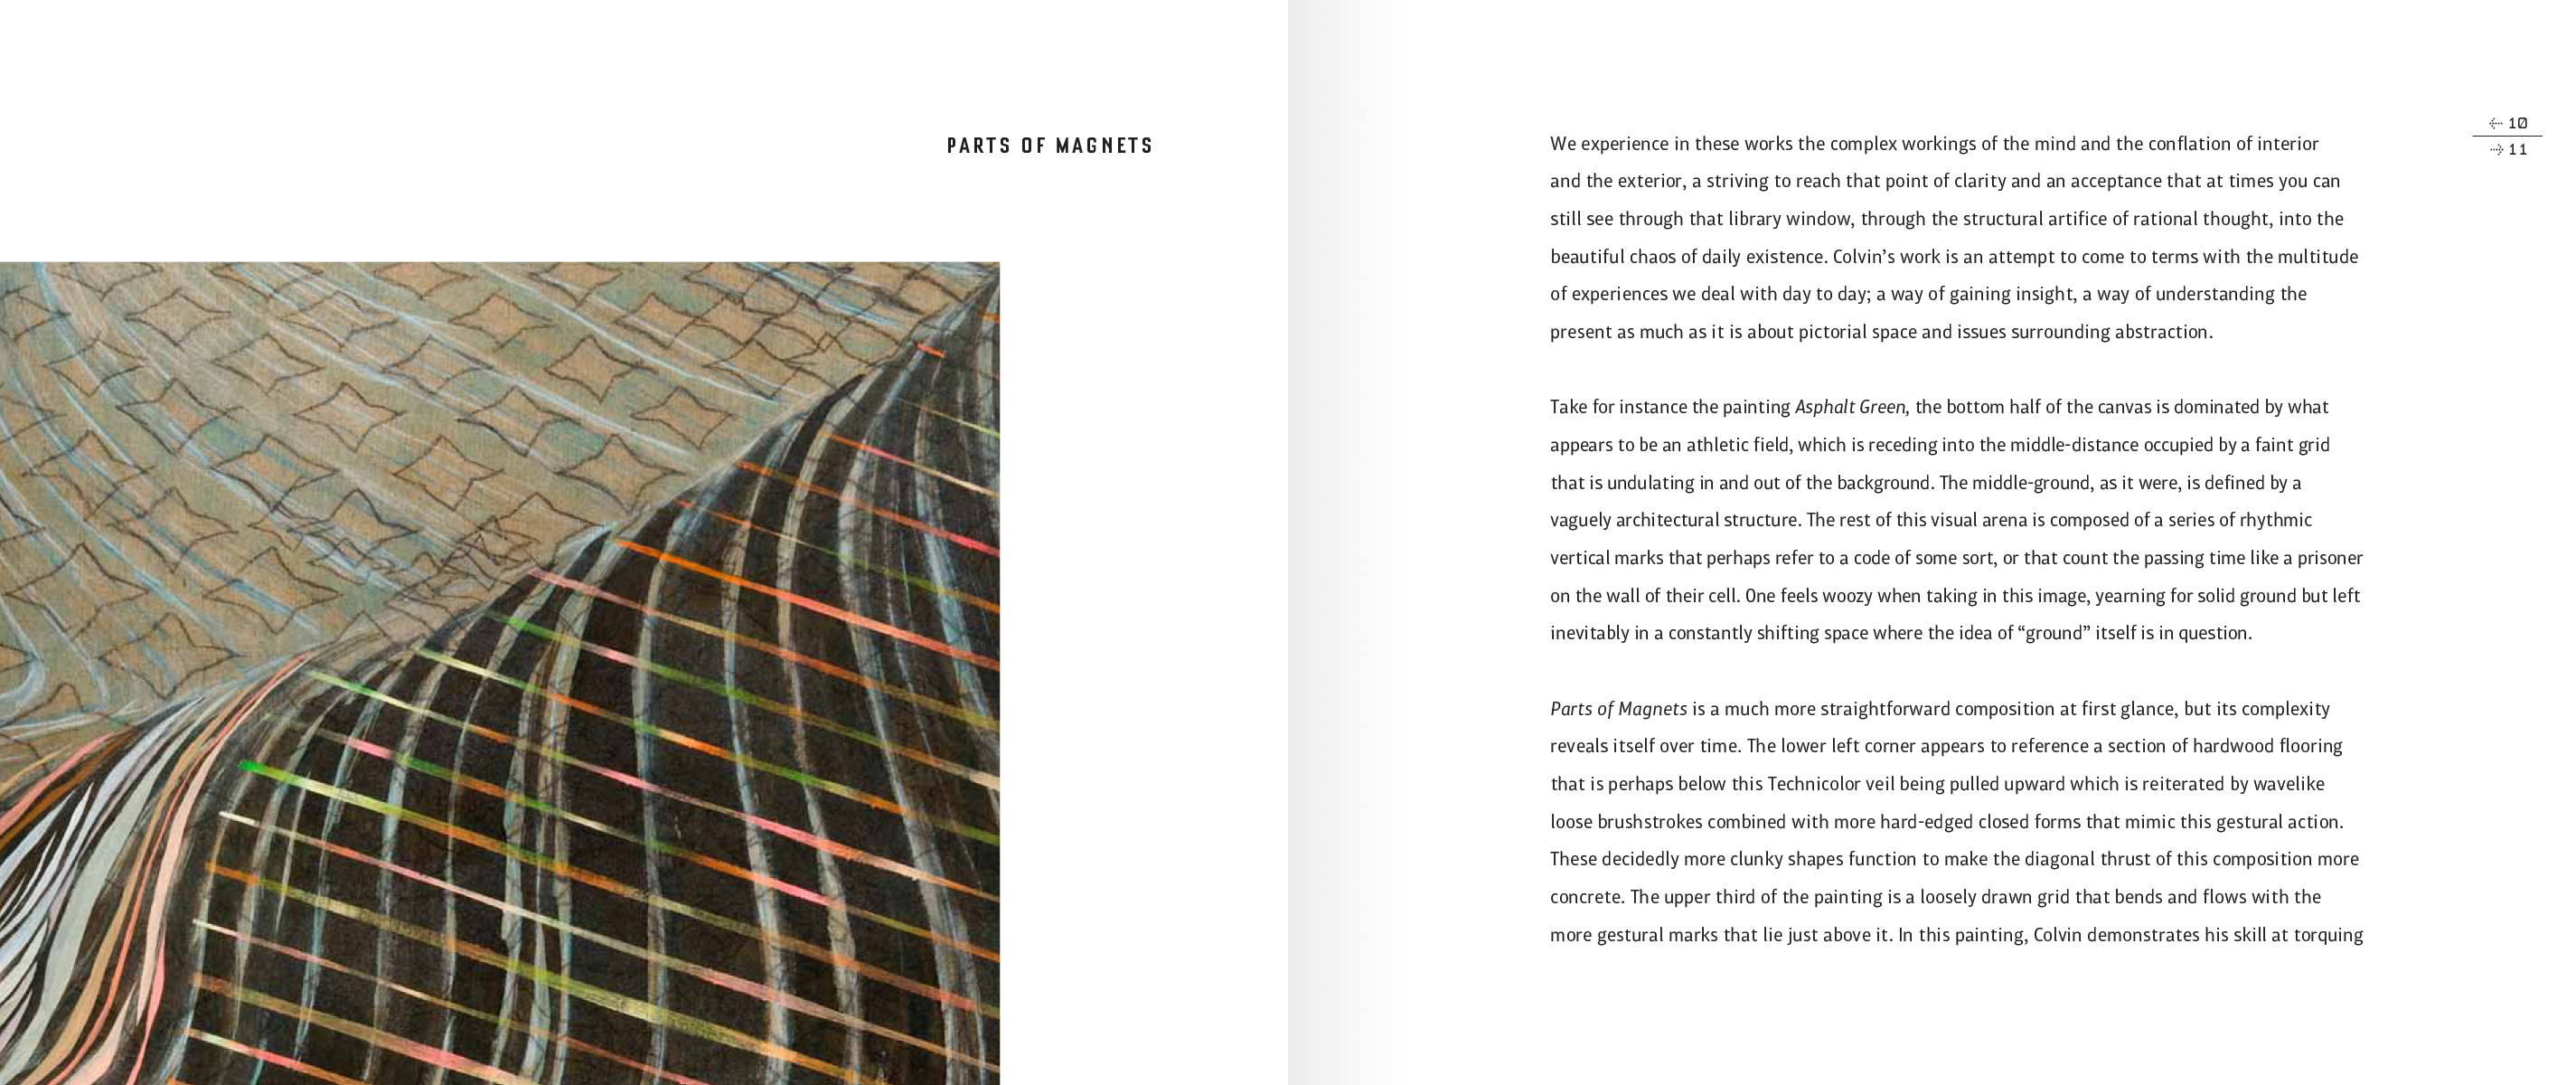 PARTS OF MAGNETS
← 10
→ 11
We experience in these works the complex workings of the mind and the conflation of interior
and the exterior, a striving to reach that point of clarity and an acceptance that at times you can
still see through that library window, through the structural artifice of rational thought, into the
beautiful chaos of daily existence. Colvin’s work is an attempt to come to terms with the multitude
of experiences we deal with day to day; a way of gaining insight, a way of understanding the
present as much as it is about pictorial space and issues surrounding abstraction.
Take for instance the painting Asphalt Green, the bottom half of the canvas is dominated by what
appears to be an athletic field, which is receding into the middle-distance occupied by a faint grid
that is undulating in and out of the background. The middle-ground, as it were, is defined by a
vaguely architectural structure. The rest of this visual arena is composed of a series of rhythmic
vertical marks that perhaps refer to a code of some sort, or that count the passing time like a prisoner
on the wall of their cell. One feels woozy when taking in this image, yearning for solid ground but left
inevitably in a constantly shifting space where the idea of “ground” itself is in question.
Parts of Magnets is a much more straightforward composition at first glance, but its complexity
reveals itself over time. The lower left corner appears to reference a section of hardwood flooring
that is perhaps below this Technicolor veil being pulled upward which is reiterated by wavelike
loose brushstrokes combined with more hard-edged closed forms that mimic this gestural action.
These decidedly more clunky shapes function to make the diagonal thrust of this composition more
concrete. The upper third of the painting is a loosely drawn grid that bends and flows with the
more gestural marks that lie just above it. In this painting, Colvin demonstrates his skill at torquing